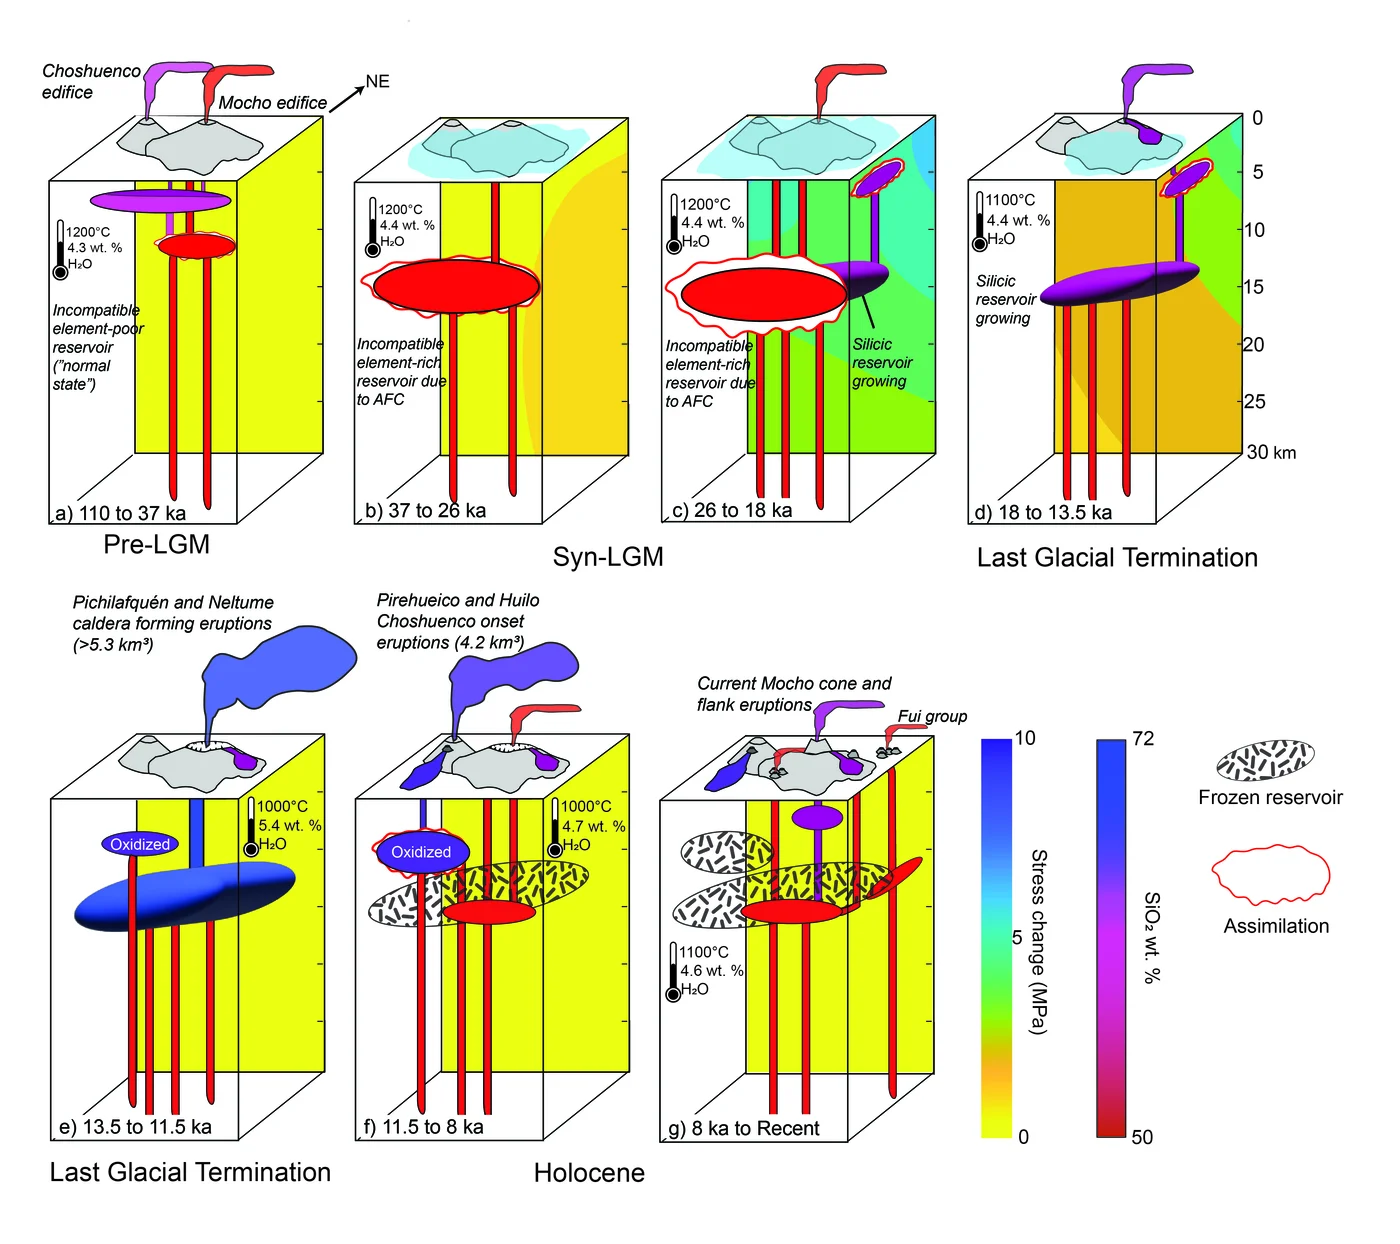 Choshuenco
edifice
Mocho edifice
NE
1200°C
4.3 wt. %
H₂O
Incompatible
element-poor
reservoir
("normal
state")
a) 110 to 37 ka
Pre-LGM
1200°C
4.4 wt. %
H₂O
Incompatible
element-rich
reservoir due
to AFC
b) 37 to 26 ka
Syn-LGM
1200°C
4.4 wt. %
H₂O
Incompatible
element-rich
reservoir due
to AFC
Silicic
reservoir
growing
c) 26 to 18 ka
1100°C
4.4 wt. %
H₂O
Silicic
reservoir
growing
d) 18 to 13.5 ka
Last Glacial Termination
0
5
10
15
20
25
30 km
Pichilafquén and Neltume
caldera forming eruptions
(>5.3 km³)
1000°C
5.4 wt. %
H₂O
Oxidized
e) 13.5 to 11.5 ka
Last Glacial Termination
Pirehueico and Huilo
Choshuenco onset
eruptions (4.2 km³)
1000°C
4.7 wt. %
H₂O
Oxidized
f) 11.5 to 8 ka
Holocene
Current Mocho cone and
flank eruptions
Fui group
1100°C
4.6 wt. %
H₂O
g) 8 ka to Recent
10
5
0
Stress change (MPa)
72
50
SiO₂ wt. %
Frozen reservoir
Assimilation